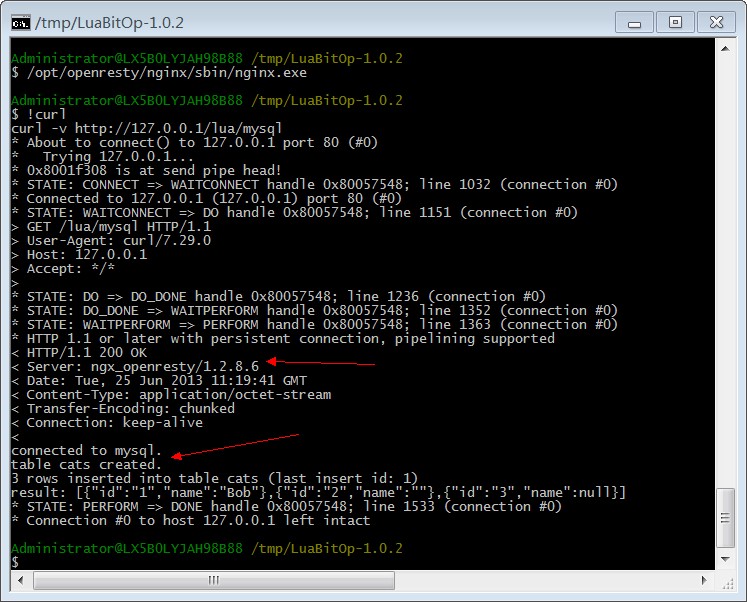 /tmp/LuaBitOp-1.0.2
Administrator@LX5BOLYJAH98B88 /tmp/LuaBitOp-1.0.2
$ /opt/openresty/nginx/sbin/nginx.exe
Administrator@LX5BOLYJAH98B88 /tmp/LuaBitOp-1.0.2
$ !curl
curl -v http://127.0.0.1/lua/mysql
* About to connect() to 127.0.0.1 port 80 (#0)
*   Trying 127.0.0.1...
* 0x8001f308 is at send pipe head!
* STATE: CONNECT => WAITCONNECT handle 0x80057548; line 1032 (connection #0)
* Connected to 127.0.0.1 (127.0.0.1) port 80 (#0)
* STATE: WAITCONNECT => DO handle 0x80057548; line 1151 (connection #0)
> GET /lua/mysql HTTP/1.1
> User-Agent: curl/7.29.0
> Host: 127.0.0.1
> Accept: */*
>
* STATE: DO => DO_DONE handle 0x80057548; line 1236 (connection #0)
* STATE: DO_DONE => WAITPERFORM handle 0x80057548; line 1352 (connection #0)
* STATE: WAITPERFORM => PERFORM handle 0x80057548; line 1363 (connection #0)
* HTTP 1.1 or later with persistent connection, pipelining supported
< HTTP/1.1 200 OK
< Server: ngx_openresty/1.2.8.6
< Date: Tue, 25 Jun 2013 11:19:41 GMT
< Content-Type: application/octet-stream
< Transfer-Encoding: chunked
< Connection: keep-alive
<
connected to mysql.
table cats created.
3 rows inserted into table cats (last insert id: 1)
result: [{"id":"1","name":"Bob"},{"id":"2","name":""},{"id":"3","name":null}]
* STATE: PERFORM => DONE handle 0x80057548; line 1533 (connection #0)
* Connection #0 to host 127.0.0.1 left intact
Administrator@LX5BOLYJAH98B88 /tmp/LuaBitOp-1.0.2
$